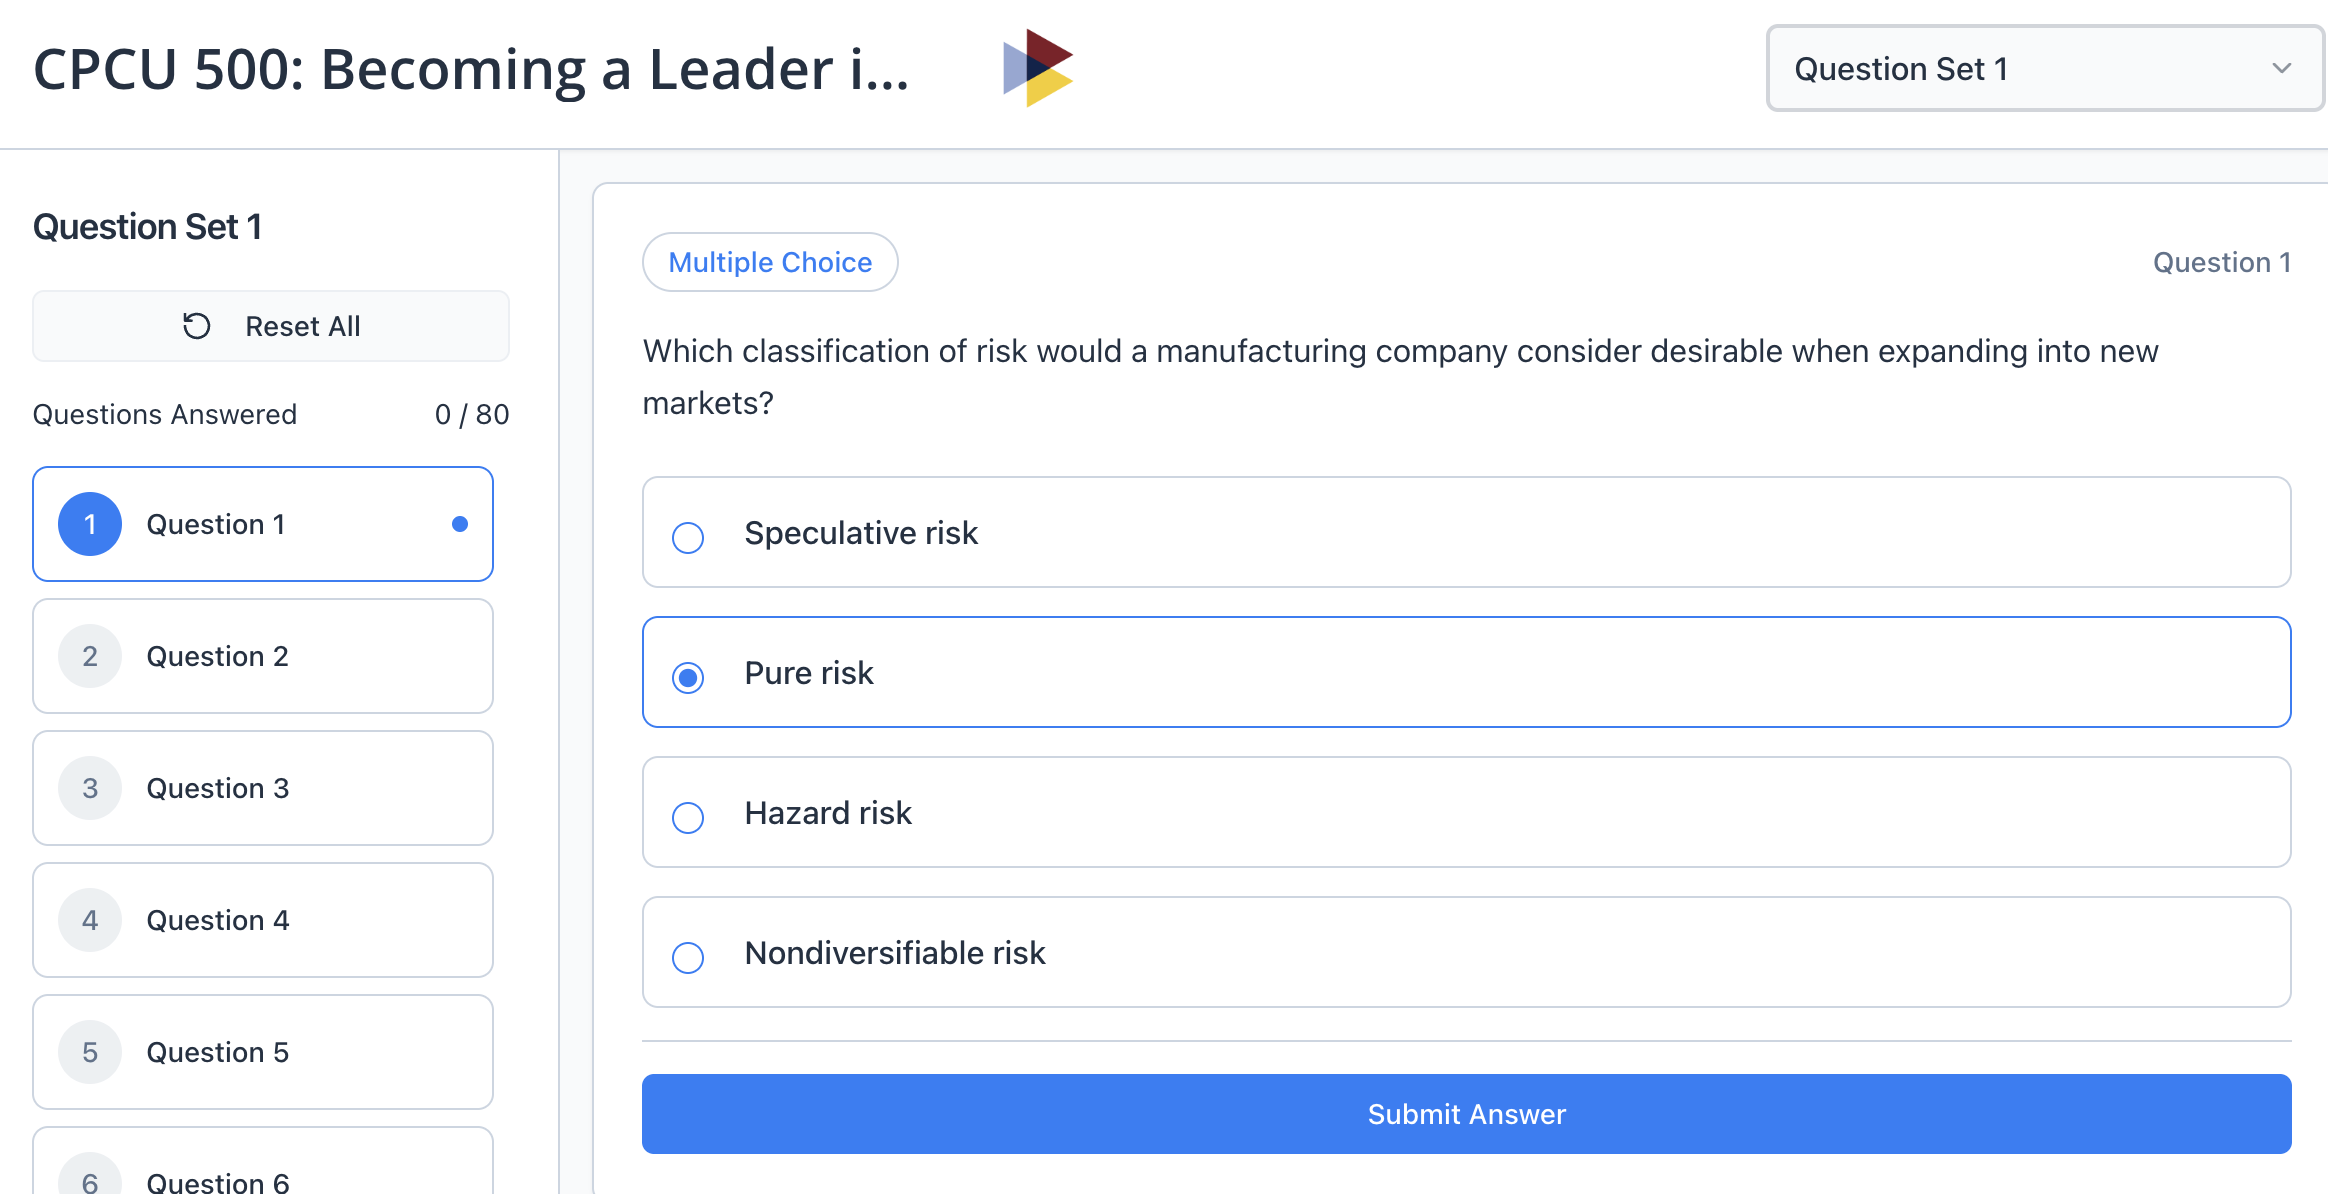 CPCU 500: Becoming a Leader i...
Question Set 1
Question Set 1
Reset All
Questions Answered 0 / 80
1 Question 1
2 Question 2
3 Question 3
4 Question 4
5 Question 5
6 Question 6
Multiple Choice
Question 1
Which classification of risk would a manufacturing company consider desirable when expanding into new
markets?
Speculative risk
Pure risk
Hazard risk
Nondiversifiable risk
Submit Answer